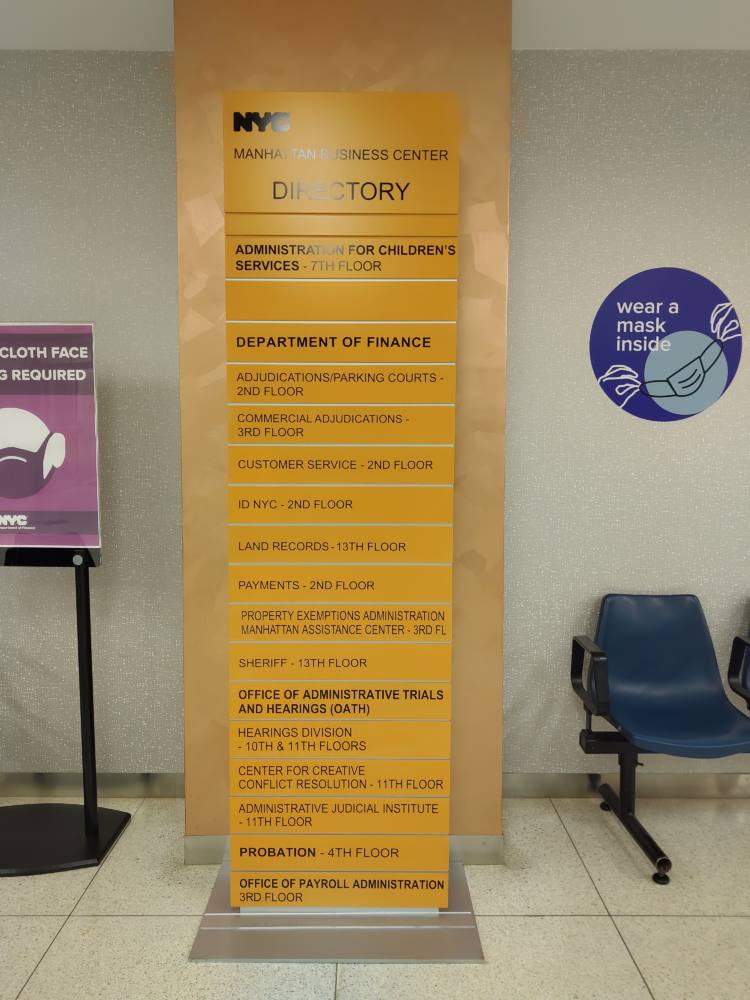 NYC
MANHATTAN BUSINESS CENTER
DIRECTORY
ADMINISTRATION FOR CHILDREN'S
SERVICES - 7TH FLOOR
DEPARTMENT OF FINANCE
ADJUDICATIONS/PARKING COURTS -
2ND FLOOR
COMMERCIAL ADJUDICATIONS -
3RD FLOOR
CUSTOMER SERVICE - 2ND FLOOR
ID NYC - 2ND FLOOR
LAND RECORDS - 13TH FLOOR
PAYMENTS - 2ND FLOOR
PROPERTY EXEMPTIONS ADMINISTRATION
MANHATTAN ASSISTANCE CENTER - 3RD FL
SHERIFF - 13TH FLOOR
OFFICE OF ADMINISTRATIVE TRIALS
AND HEARINGS (OATH)
HEARINGS DIVISION
- 10TH & 11TH FLOORS
CENTER FOR CREATIVE
CONFLICT RESOLUTION - 11TH FLOOR
ADMINISTRATIVE JUDICIAL INSTITUTE
- 11TH FLOOR
PROBATION - 4TH FLOOR
OFFICE OF PAYROLL ADMINISTRATION
3RD FLOOR
CLOTH FACE
G REQUIRED
NYC
Department of Finance
wear a
mask
inside